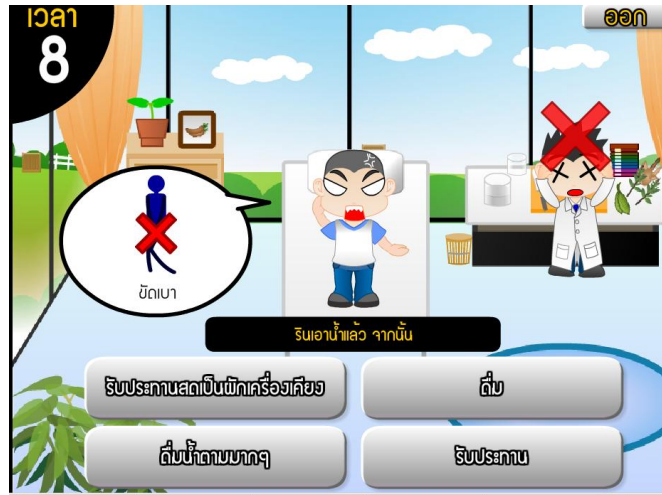 เวลา
8
ออก
ขัดเบา
รินเอาน้ำแล้ว จากนั้น
รับประทานสดเป็นผักเครื่องเคียง
ดื่ม
ดื่มน้ำตามมากๆ
รับประทาน